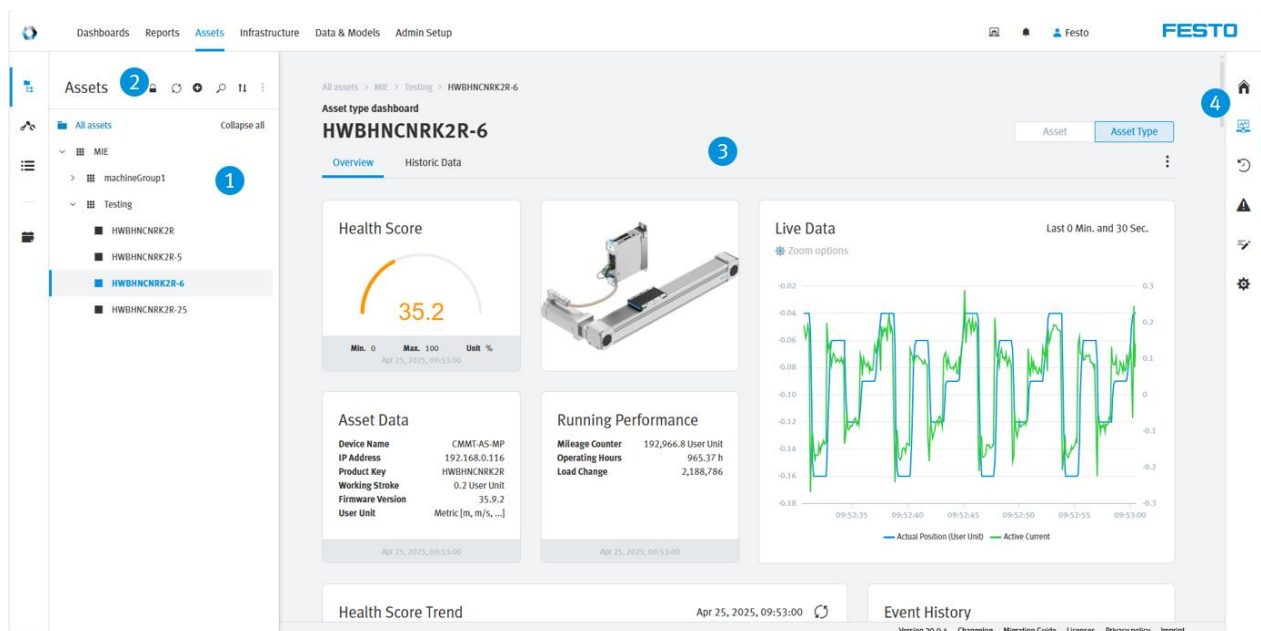 Dashboards Reports Assets Infrastructure Data & Models Admin Setup Festo FESTO
Assets 2
All assets Collapse all
MIE
machineGroup1 1
Testing
HWBHNCNRK2R
HWBHNCNRK2R-5
HWBHNCNRK2R-6
HWBHNCNRK2R-25
All assets > MIE > Testing > HWBHNCNRK2R-6
Asset type dashboard
HWBHNCNRK2R-6
Asset Asset Type
4
Overview Historic Data 3
Health Score
35.2
Min. 0 Max. 100 Unit %
Apr 25, 2025, 09:53:00
Live Data Last 0 Min. and 30 Sec.
Zoom options
-0.02 0.3
-0.04 0.2
-0.06
-0.08 0.1
-0.10 0
-0.12 -0.1
-0.14
-0.16 -0.2
-0.18 -0.3
09:52:35 09:52:40 09:52:45 09:52:50 09:52:55 09:53:00
Actual Position (User Unit) Active Current
Asset Data
Device Name CMMT-AS-MP
IP Address 192.168.0.116
Product Key HWBHNCNRK2R
Working Stroke 0.2 User Unit
Firmware Version 35.9.2
User Unit Metric [m, m/s, ...]
Apr 25, 2025, 09:53:00
Running Performance
Mileage Counter 192,966.8 User Unit
Operating Hours 965.37 h
Load Change 2,188,786
Apr 25, 2025, 09:53:00
Health Score Trend Apr 25, 2025, 09:53:00
Event History
Version 20.0.4 Changelog Migration Guide Licenses Privacy policy Imprint